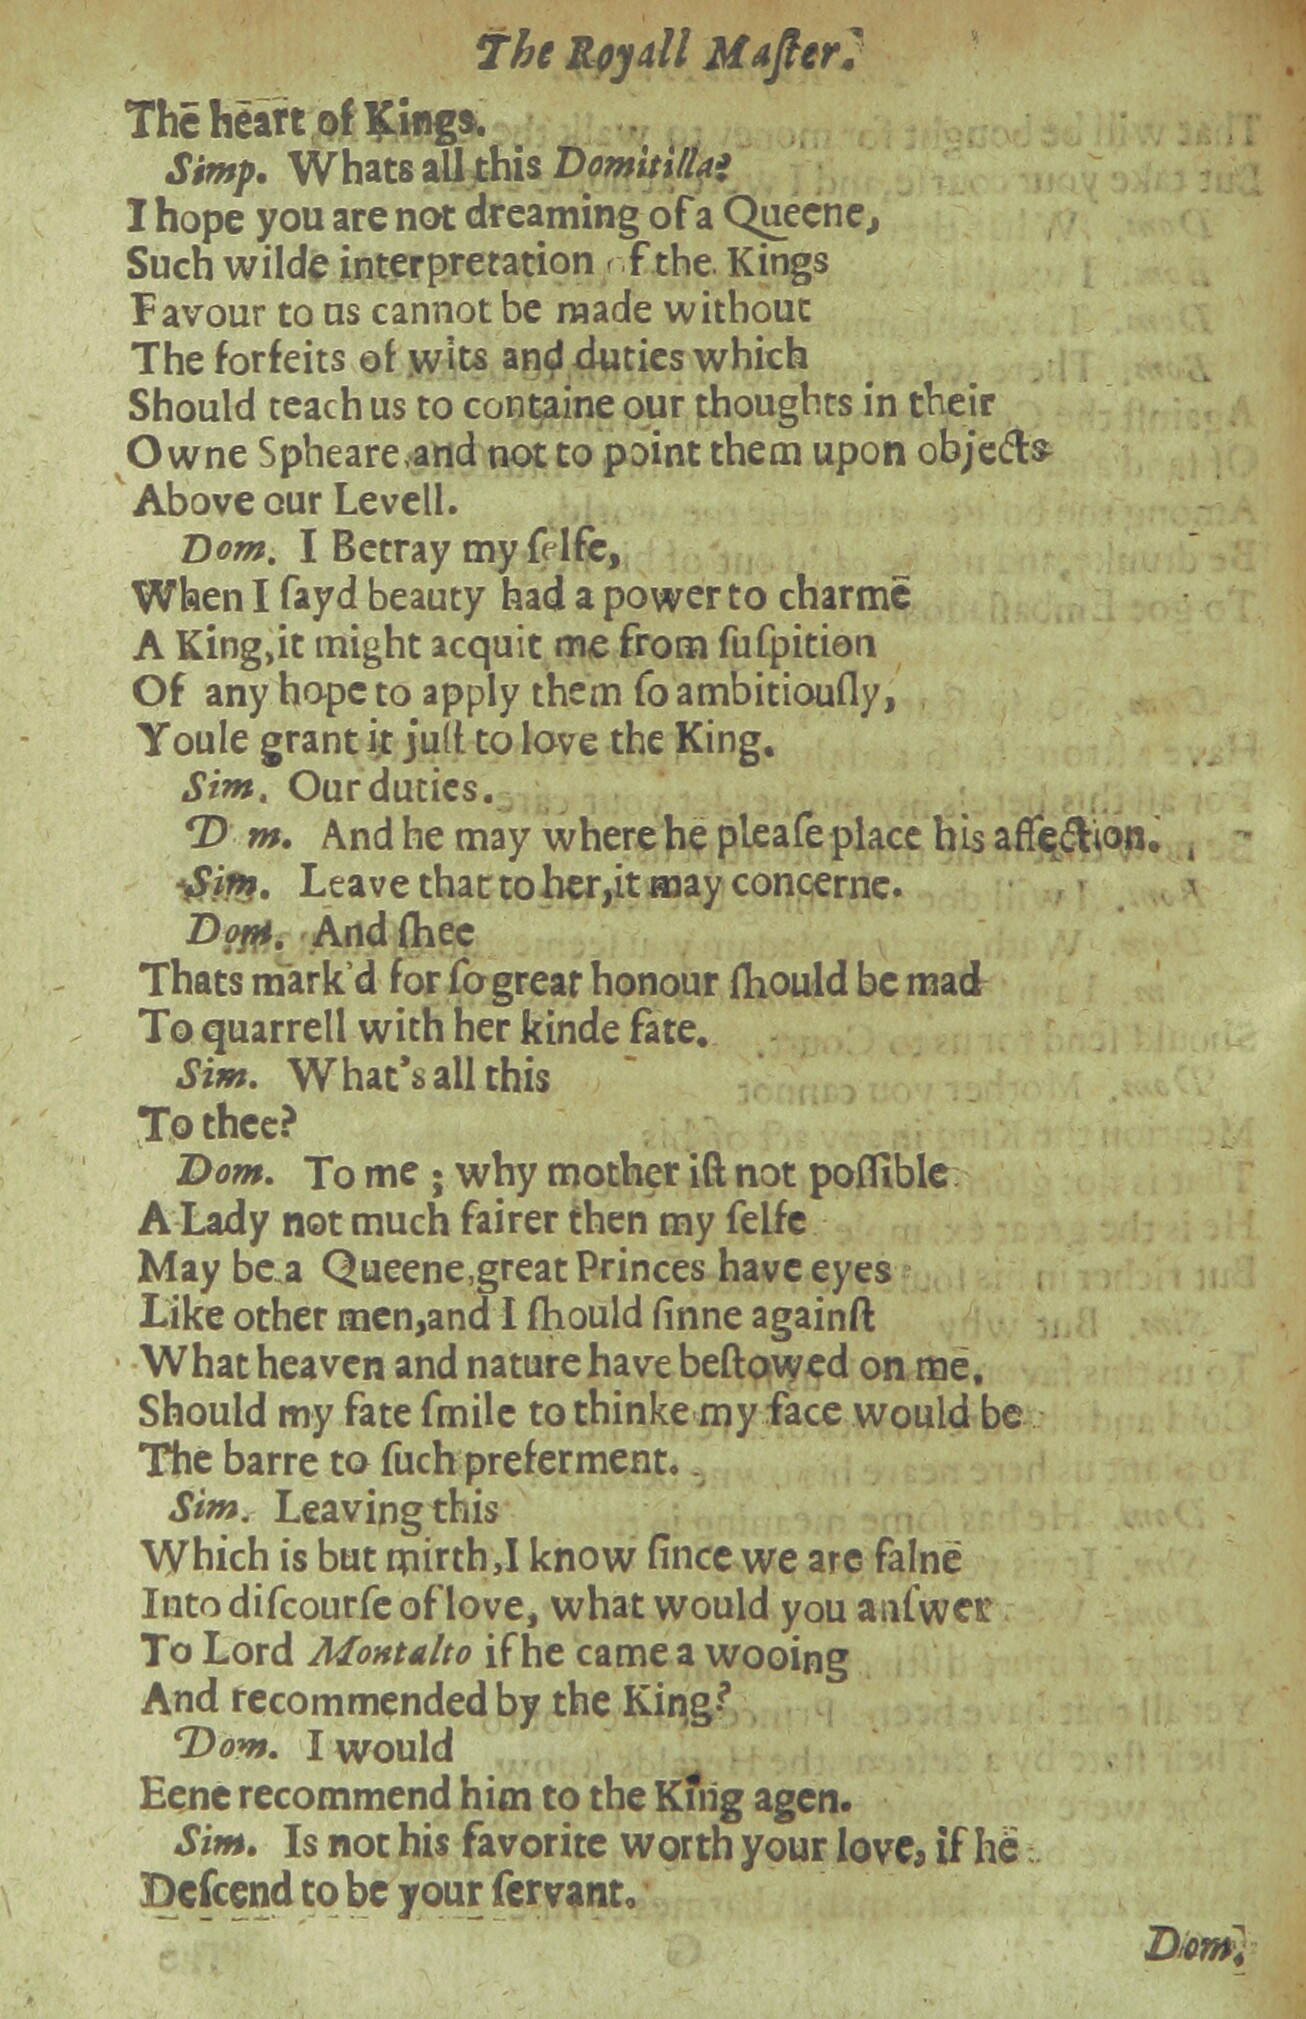 The Royall Maſter.
The heart of Kings.
Simp. Whats all this Domitilla?
I hope you are not dreaming of a Queene,
Such wilde interpretation of the Kings
Favour to us cannot be made without
The forfeits of wits and duties which
Should teach us to containe our thoughts in their
Owne Spheare, and not to point them upon objects
Above our Levell.
Dom. I Betray my ſelfe,
When I ſayd beauty had a power to charme
A King, it might acquit me from ſuſpition
Of any hope to apply them ſo ambitiouſly,
Youle grant it juſt to love the King.
Sim. Our duties.
D m. And he may where he pleaſe place his affection.
Sim. Leave that to her, it may concerne.
Dom. And ſhee
Thats mark'd for ſo great honour ſhould be mad
To quarrell with her kinde fate.
Sim. What's all this
To thee?
Dom. To me ; why mother iſt not poſſible
A Lady not much fairer then my ſelfe
May be a Queene, great Princes have eyes
Like other men, and I ſhould ſinne againſt
What heaven and nature have beſtowed on me,
Should my fate ſmile to thinke my face would be
The barre to ſuch preferment.
Sim. Leaving this
Which is but mirth, I know ſince we are falne
Into diſcourſe of love, what would you anſwer
To Lord Montalto if he came a wooing
And recommended by the King?
Dom. I would
Eene recommend him to the King agen.
Sim. Is not his favorite worth your love, if he
Deſcend to be your ſervant.
Dom.